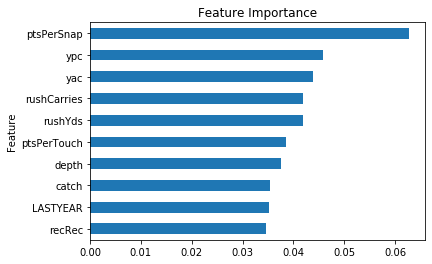 Feature Importance
Feature
ptsPerSnap
ypc
yac
rushCarries
rushYds
ptsPerTouch
depth
catch
LASTYEAR
recRec
0.00 0.01 0.02 0.03 0.04 0.05 0.06